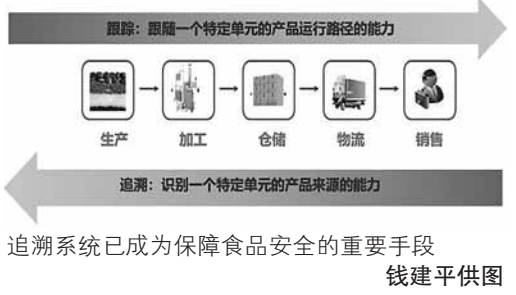 跟踪：跟随一个特定单元的产品运行路径的能力
生产 加工 仓储 物流 销售
追溯：识别一个特定单元的产品来源的能力
追溯系统已成为保障食品安全的重要手段
钱建平供图